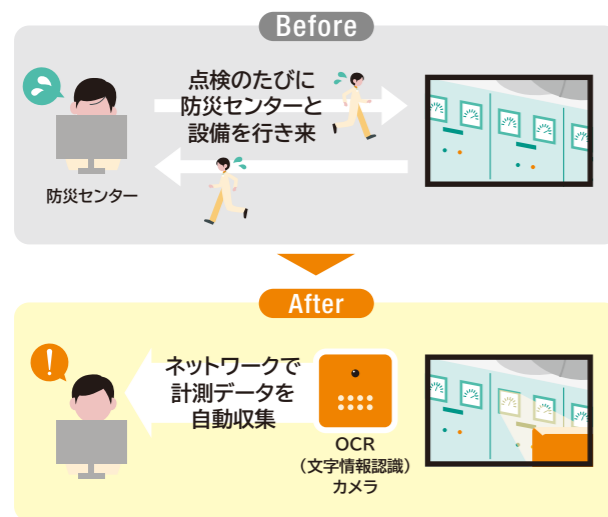 Before
点検のたびに
防災センターと
設備を行き来
防災センター
After
ネットワークで
計測データを
自動収集
OCR
（文字情報認識）
カメラ